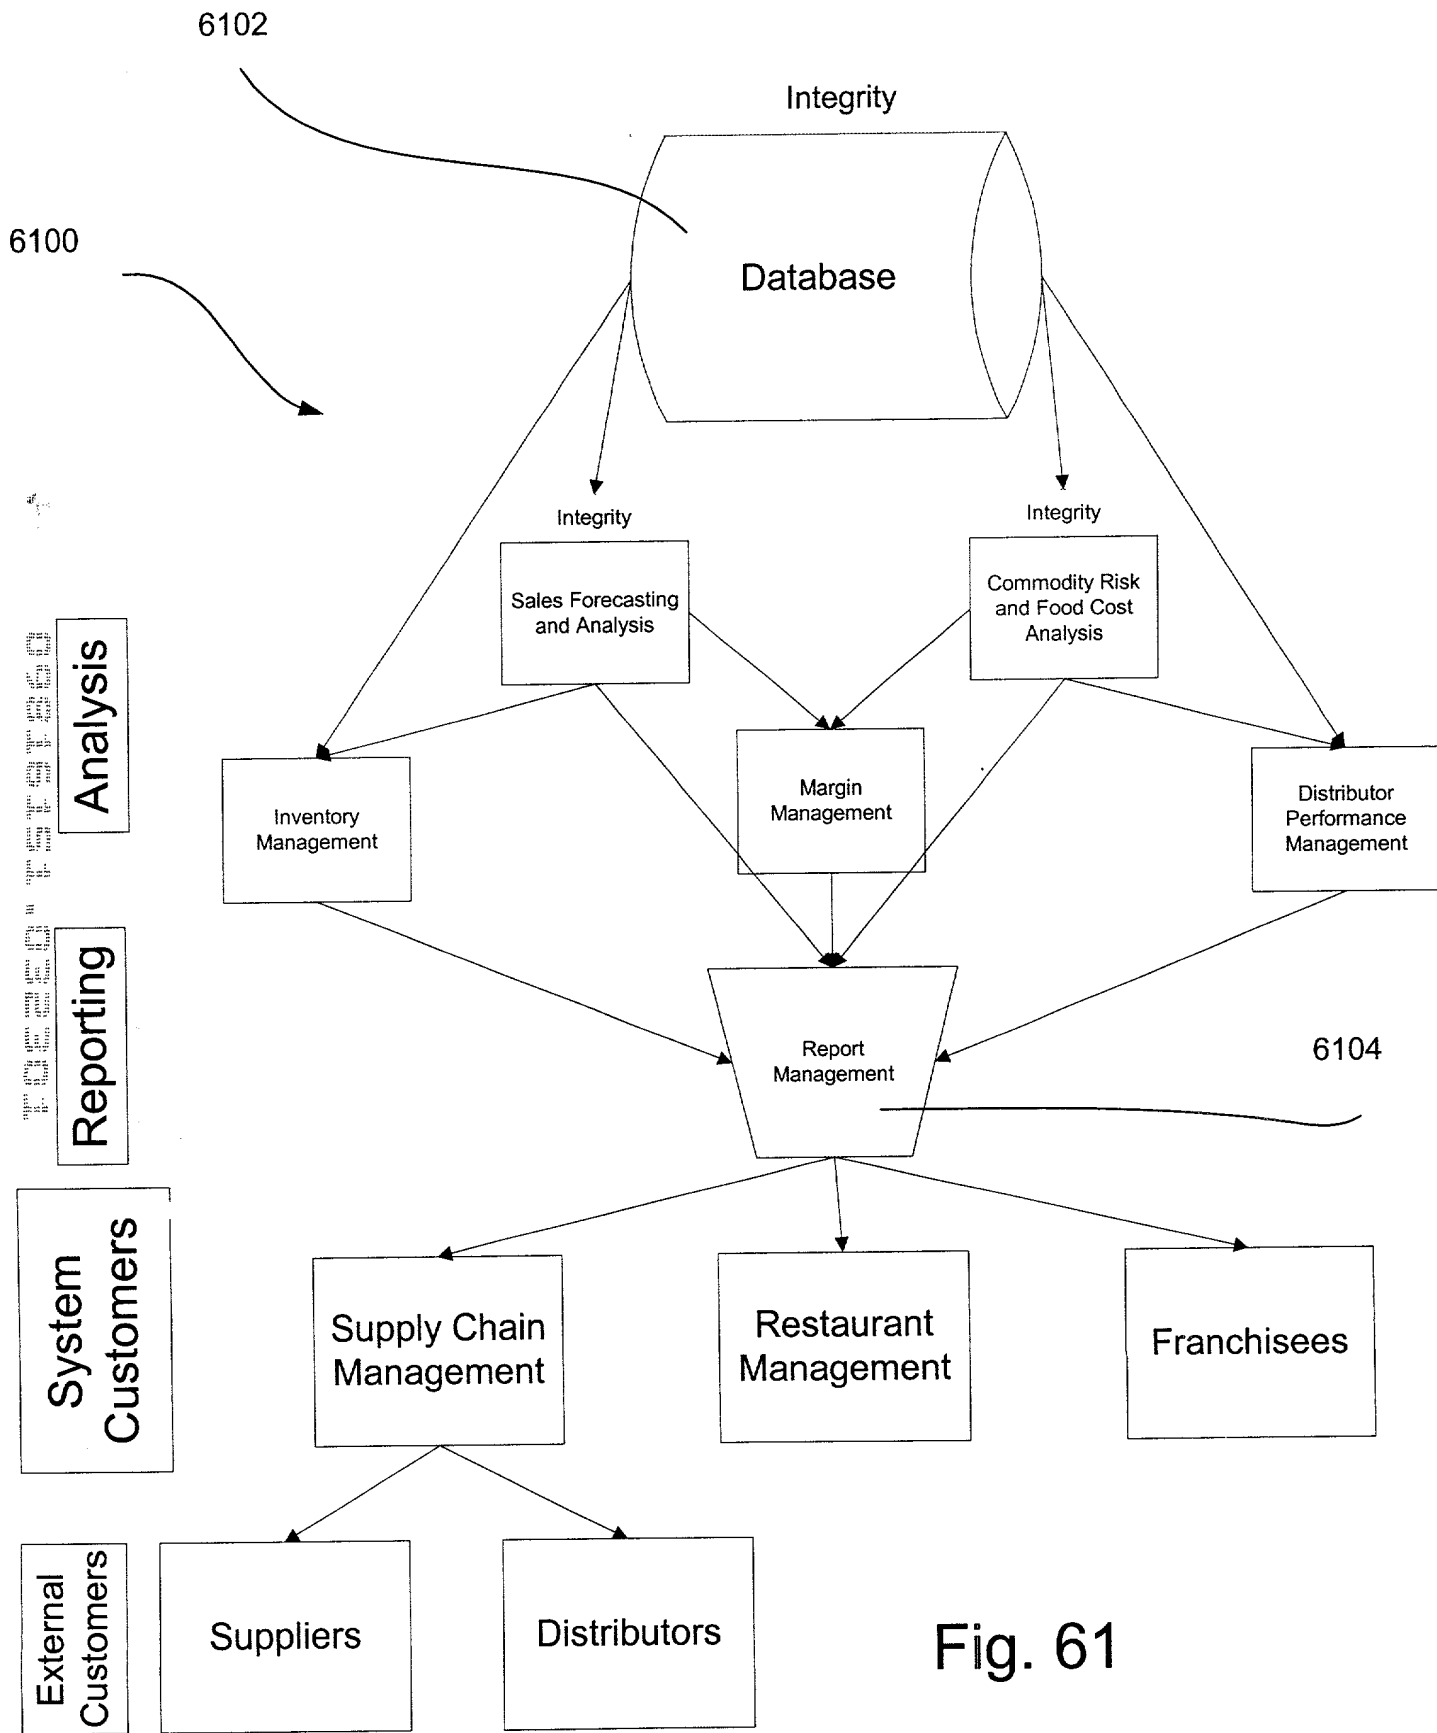 6102
Integrity
6100
Database
Integrity
Integrity
Sales Forecasting
and Analysis
Commodity Risk
and Food Cost
Analysis
Analysis
Inventory
Management
Margin
Management
Distributor
Performance
Management
Reporting
Report
Management
6104
System
Customers
Supply Chain
Management
Restaurant
Management
Franchisees
External
Customers
Suppliers
Distributors
Fig. 61